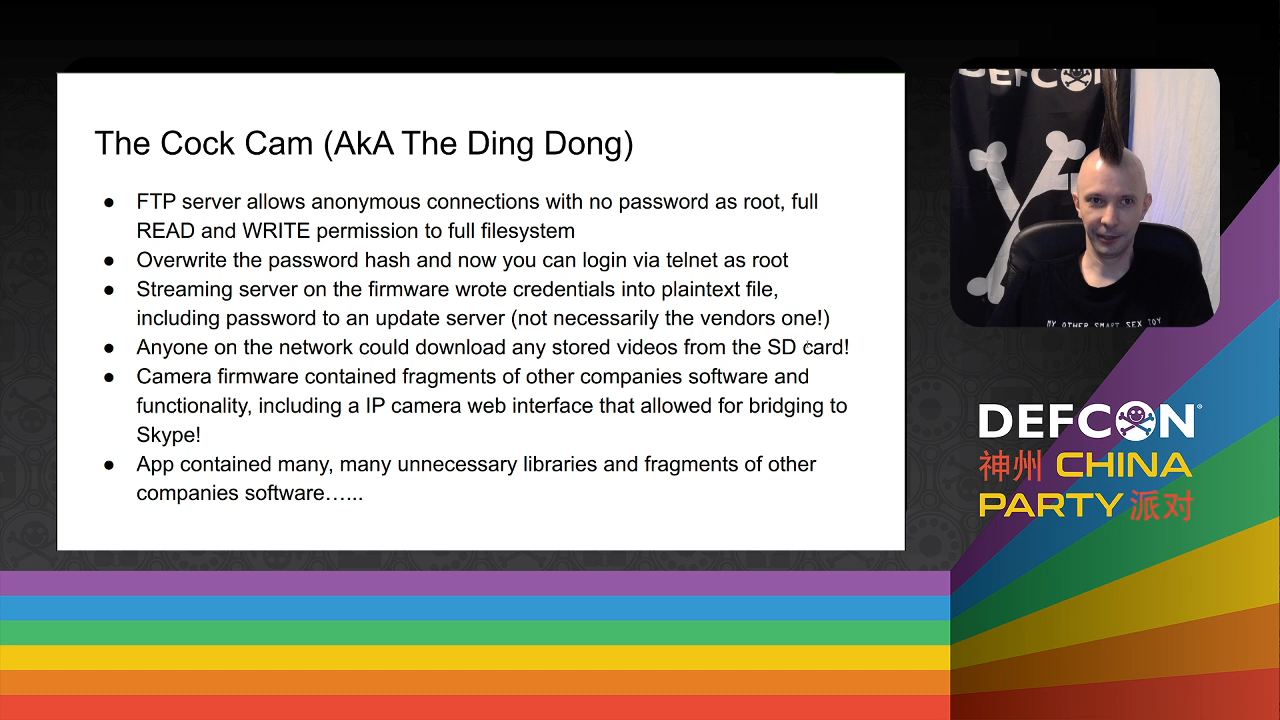 The Cock Cam (AkA The Ding Dong)
● FTP server allows anonymous connections with no password as root, full
READ and WRITE permission to full filesystem
● Overwrite the password hash and now you can login via telnet as root
● Streaming server on the firmware wrote credentials into plaintext file,
including password to an update server (not necessarily the vendors one!)
● Anyone on the network could download any stored videos from the SD card!
● Camera firmware contained fragments of other companies software and
functionality, including a IP camera web interface that allowed for bridging to
Skype!
● App contained many, many unnecessary libraries and fragments of other
companies software…...
DEFCON
MY OTHER SMART SEX TOY
DEFCON®
神州 CHINA
PARTY 派对